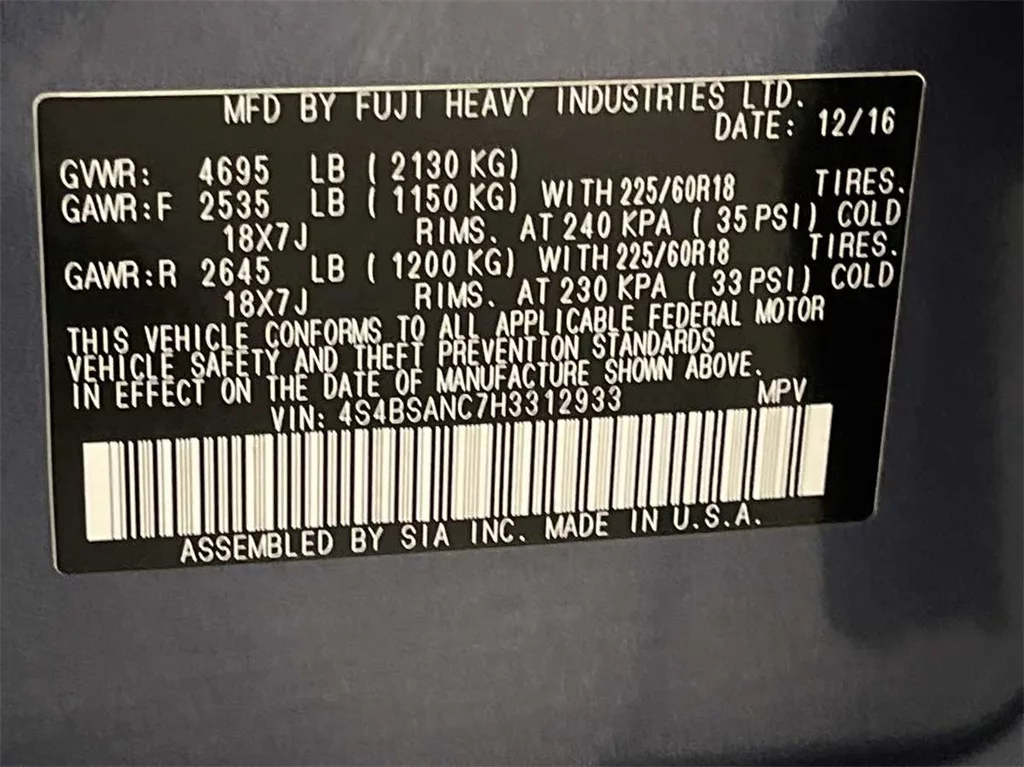 MFD BY FUJI HEAVY INDUSTRIES LTD.
DATE: 12/16
GVWR: 4695 LB ( 2130 KG)
GAWR:F 2535 LB ( 1150 KG) WITH 225/60R18 TIRES.
18X7J RIMS. AT 240 KPA ( 35 PSI) COLD
GAWR:R 2645 LB ( 1200 KG) WITH 225/60R18 TIRES.
18X7J RIMS. AT 230 KPA ( 33 PSI) COLD
THIS VEHICLE CONFORMS TO ALL APPLICABLE FEDERAL MOTOR
VEHICLE SAFETY AND THEFT PREVENTION STANDARDS
IN EFFECT ON THE DATE OF MANUFACTURE SHOWN ABOVE.
VIN: 4S4BSANC7H3312933 MPV
ASSEMBLED BY SIA INC. MADE IN U.S.A.